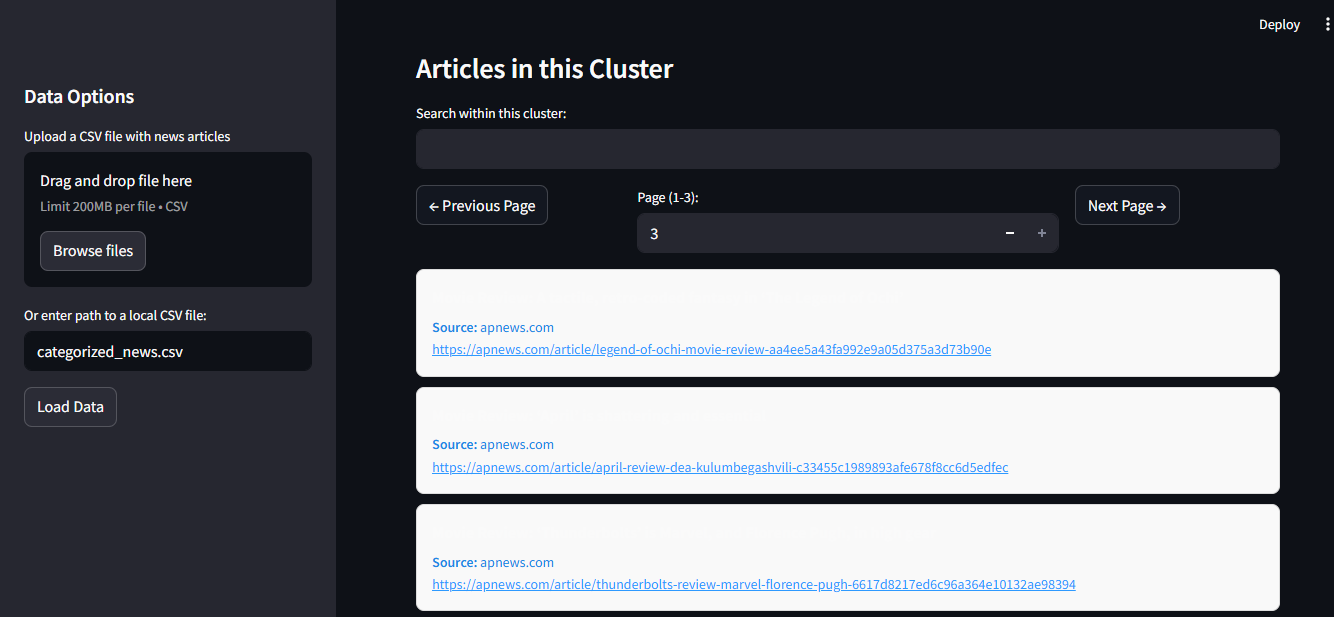 Deploy
Data Options
Upload a CSV file with news articles
Drag and drop file here
Limit 200MB per file • CSV
Browse files
Or enter path to a local CSV file:
categorized_news.csv
Load Data
Articles in this Cluster
Search within this cluster:
← Previous Page
Page (1-3):
3
Next Page →
Source: apnews.com
https://apnews.com/article/legend-of-ochi-movie-review-aa4ee5a43fa992e9a05d375a3d73b90e
Source: apnews.com
https://apnews.com/article/april-review-dea-kulumbegashvili-c33455c1989893afe678f8cc6d5edfec
Source: apnews.com
https://apnews.com/article/thunderbolts-review-marvel-florence-pugh-6617d8217ed6c96a364e10132ae98394